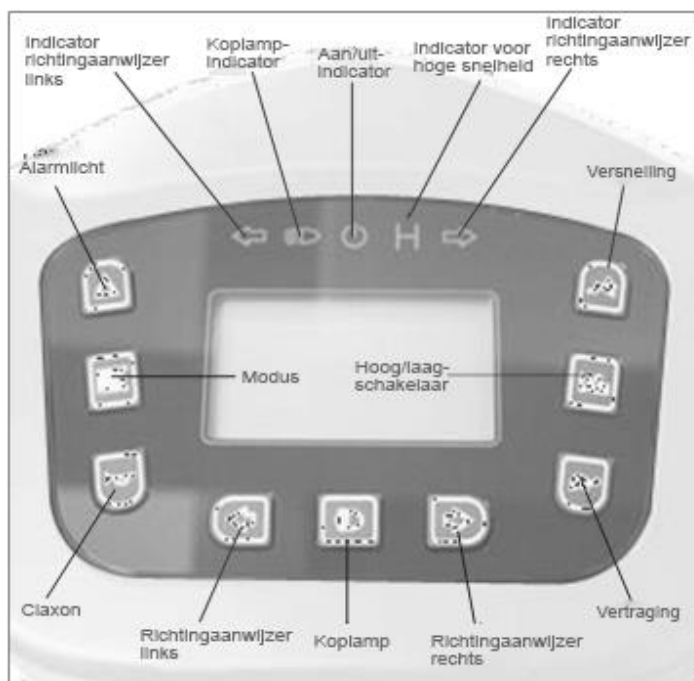 Indicator
richtingaanwijzer
links
Koplamp-
indicator
Aan/uit-
indicator
Indicator voor
hoge snelheid
Indicator
richtingaanwijzer
rechts
Alarmlicht
Versnelling
H
Modus
Hoog/laag-
schakelaar
Claxon
Richtingaanwijzer
links
Koplamp
Richtingaanwijzer
rechts
Vertraging